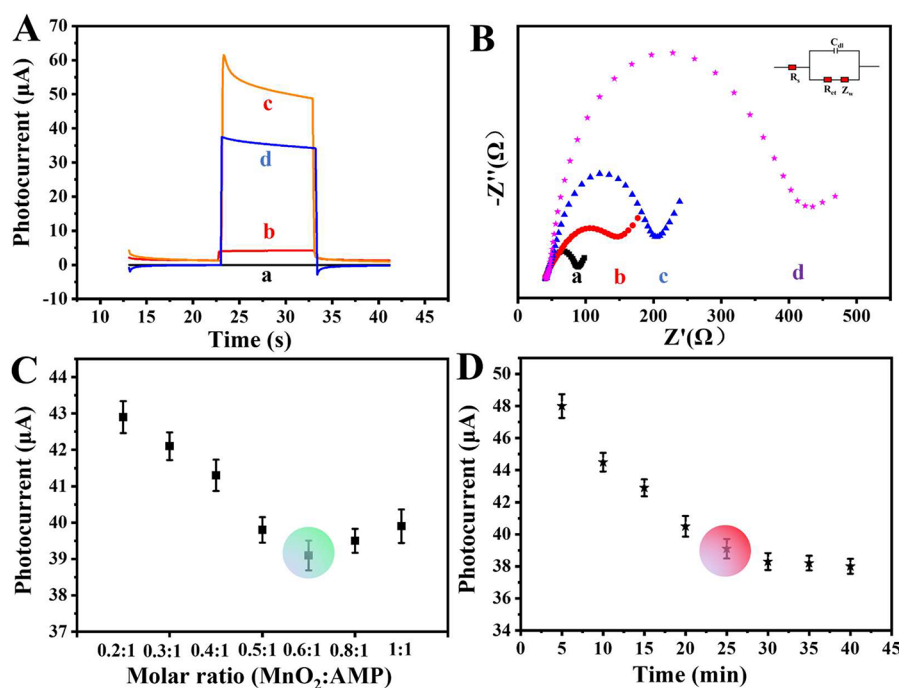 A
Photocurrent (μA)
70
60
50
40
30
20
10
0
-10
c
d
b
a
10 15 20 25 30 35 40 45
Time (s)
B
-Z''(Ω)
C_dl
R_s
R_et Z_w
a b c d
0 100 200 300 400 500
Z'(Ω)
C
Photocurrent (μA)
44
43
42
41
40
39
38
37
0.2:1 0.3:1 0.4:1 0.5:1 0.6:1 0.8:1 1:1
Molar ratio (MnO₂:AMP)
D
Photocurrent (μA)
50
48
46
44
42
40
38
36
0 5 10 15 20 25 30 35 40 45
Time (min)